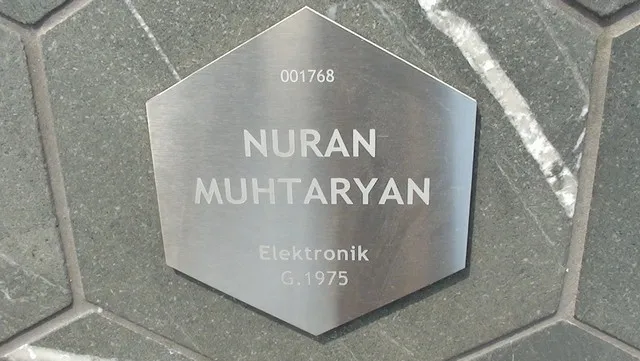 001768
NURAN
MUHTARYAN
Elektronik
G.1975